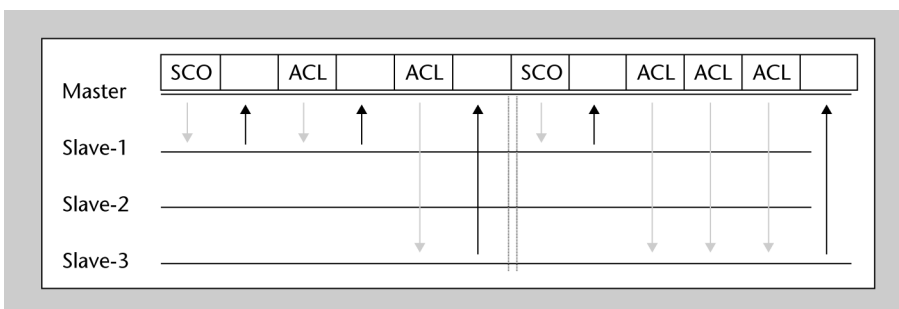 SCO ACL ACL SCO ACL ACL ACL
Master
Slave-1
Slave-2
Slave-3